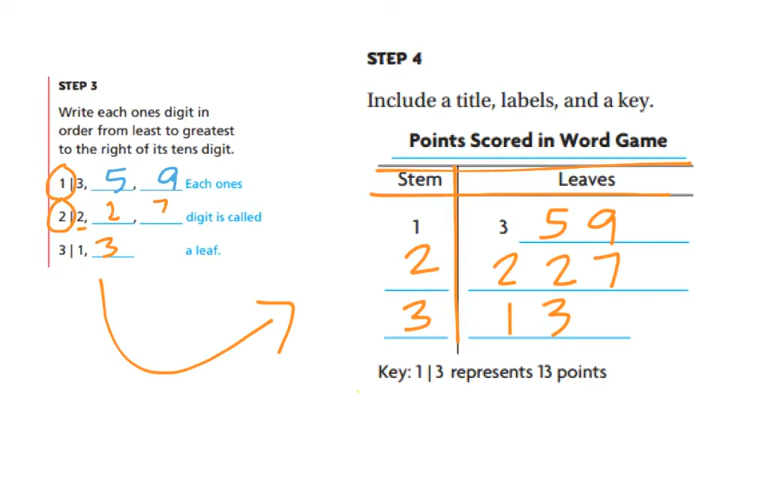 STEP 3
Write each ones digit in
order from least to greatest
to the right of its tens digit.
1 | 3, 5, 9 Each ones
2 | 2, 2, 7 digit is called
3 | 1, 3 a leaf.
STEP 4
Include a title, labels, and a key.
Points Scored in Word Game
Stem Leaves
1 3 5 9
2 2 2 7
3 1 3
Key: 1 | 3 represents 13 points